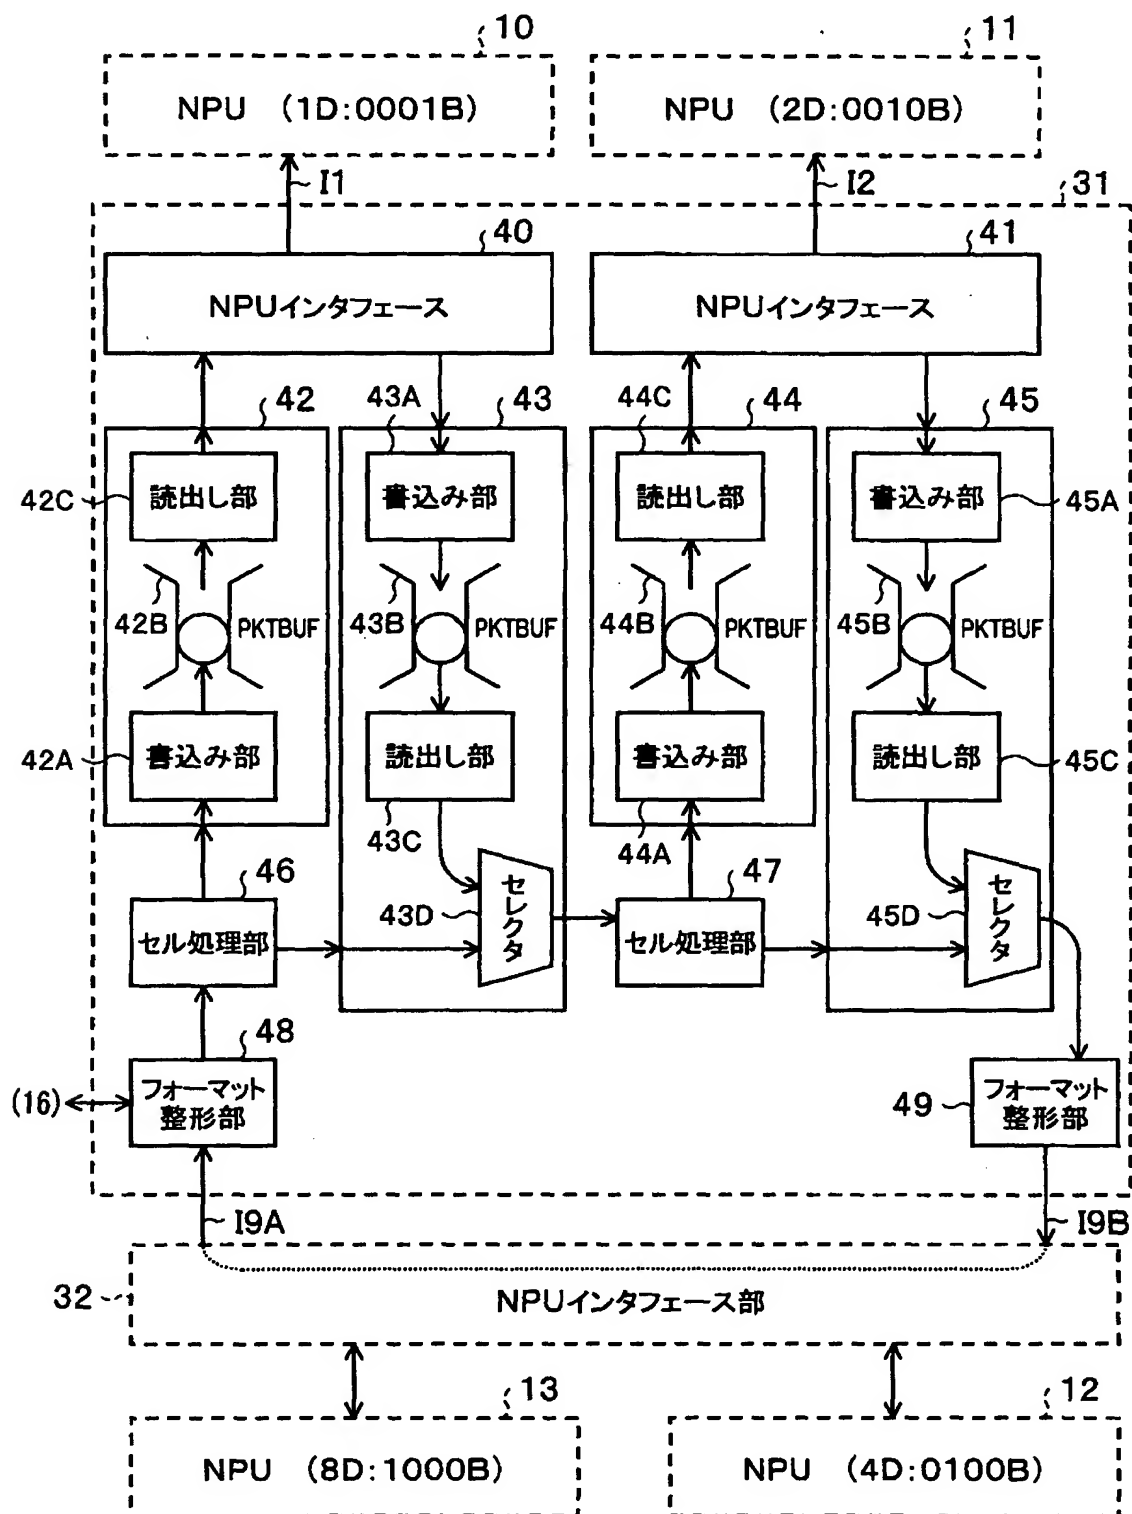 10
11
NPU (1D:0001B)
NPU (2D:0010B)
I1
I2
31
40
41
NPUインタフェース
NPUインタフェース
42
43A
43
44C
44
45
42C
読出し部
書込み部
読出し部
書込み部
45A
42B
PKTBUF
43B
PKTBUF
44B
PKTBUF
45B
PKTBUF
42A
書込み部
読出し部
書込み部
読出し部
45C
43C
44A
46
47
43D
セレクタ
45D
セレクタ
セル処理部
セル処理部
48
(16)
フォーマット
整形部
49
フォーマット
整形部
I9A
I9B
32
NPUインタフェース部
13
12
NPU (8D:1000B)
NPU (4D:0100B)